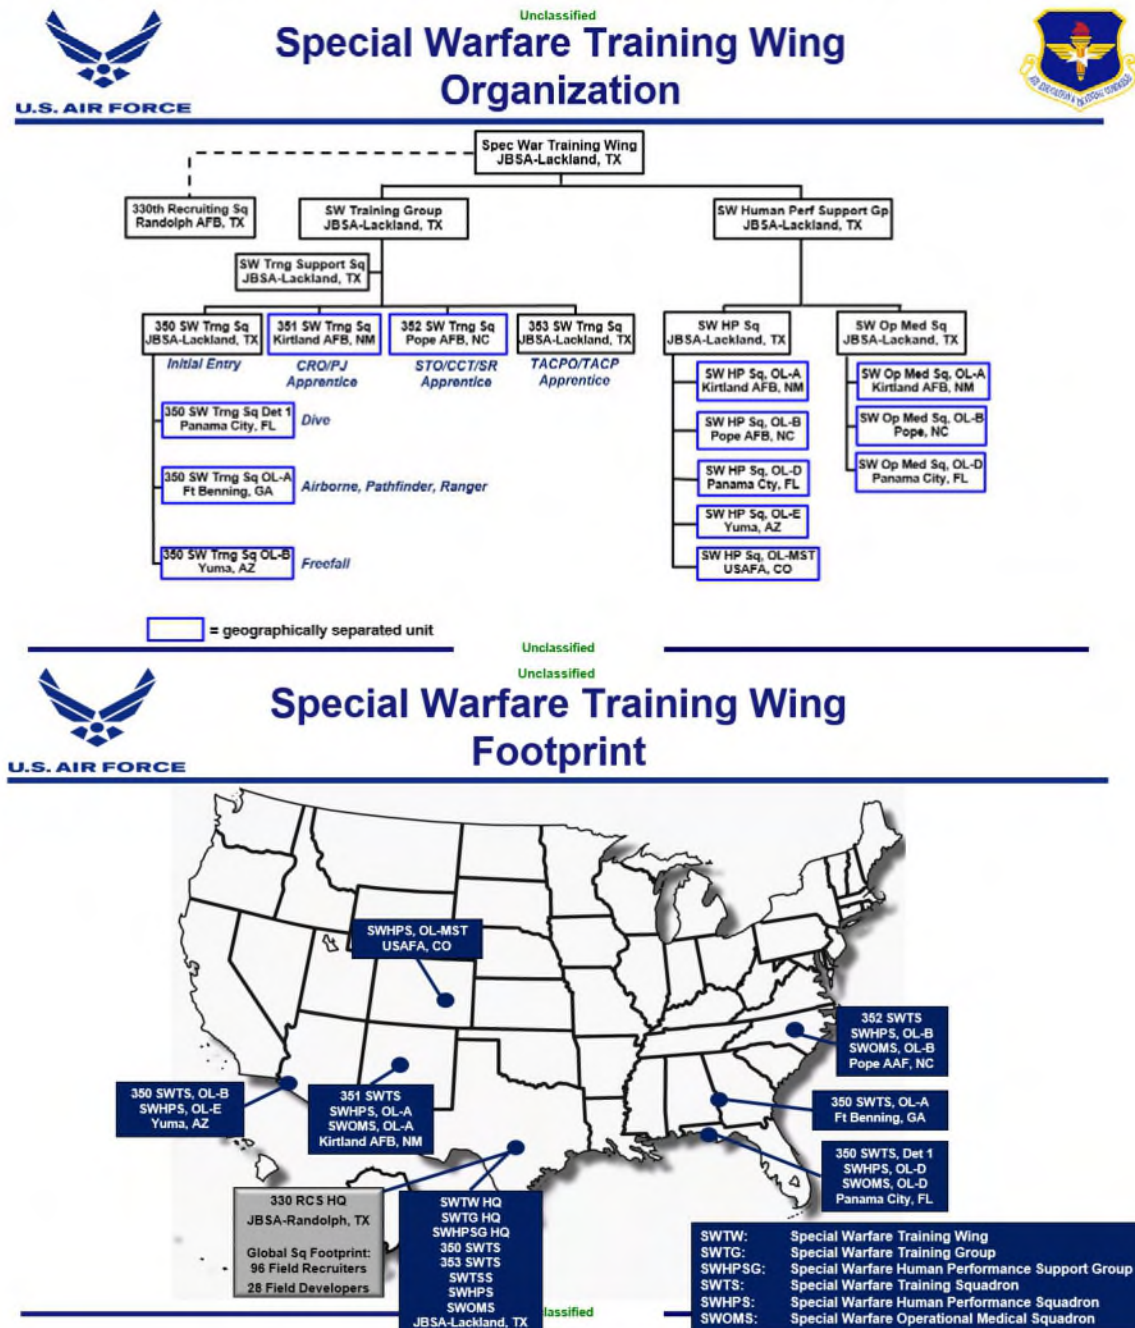 Unclassified
Special Warfare Training Wing
Organization
U.S. AIR FORCE
AIR EDUCATION & TRAINING COMMAND
Spec War Training Wing
JBSA-Lackland, TX
330th Recruiting Sq
Randolph AFB, TX
SW Training Group
JBSA-Lackland, TX
SW Human Perf Support Gp
JBSA-Lackland, TX
SW Trng Support Sq
JBSA-Lackland, TX
350 SW Trng Sq
JBSA-Lackland, TX
Initial Entry
351 SW Trng Sq
Kirtland AFB, NM
CRO/PJ
Apprentice
352 SW Trng Sq
Pope AFB, NC
STO/CCT/SR
Apprentice
353 SW Trng Sq
JBSA-Lackland, TX
TACPO/TACP
Apprentice
SW HP Sq
JBSA-Lackland, TX
SW Op Med Sq
JBSA-Lackland, TX
350 SW Trng Sq Det 1
Panama City, FL
Dive
350 SW Trng Sq OL-A
Ft Benning, GA
Airborne, Pathfinder, Ranger
350 SW Trng Sq OL-B
Yuma, AZ
Freefall
SW HP Sq, OL-A
Kirtland AFB, NM
SW HP Sq, OL-B
Pope AFB, NC
SW HP Sq, OL-D
Panama Cty, FL
SW HP Sq, OL-E
Yuma, AZ
SW HP Sq, OL-MST
USAFA, CO
SW Op Med Sq, OL-A
Kirtland AFB, NM
SW Op Med Sq, OL-B
Pope, NC
SW Op Med Sq, OL-D
Panama City, FL
= geographically separated unit
Unclassified
Unclassified
Special Warfare Training Wing
Footprint
U.S. AIR FORCE
SWHPS, OL-MST
USAFA, CO
352 SWTS
SWHPS, OL-B
SWOMS, OL-B
Pope AAF, NC
350 SWTS, OL-B
SWHPS, OL-E
Yuma, AZ
351 SWTS
SWHPS, OL-A
SWOMS, OL-A
Kirtland AFB, NM
350 SWTS, OL-A
Ft Benning, GA
350 SWTS, Det 1
SWHPS, OL-D
SWOMS, OL-D
Panama City, FL
330 RCS HQ
JBSA-Randolph, TX
Global Sq Footprint:
96 Field Recruiters
28 Field Developers
SWTW HQ
SWTG HQ
SWHPSG HQ
350 SWTS
353 SWTS
SWTSS
SWHPS
SWOMS
JBSA-Lackland, TX
lassified
SWTW: Special Warfare Training Wing
SWTG: Special Warfare Training Group
SWHPSG: Special Warfare Human Performance Support Group
SWTS: Special Warfare Training Squadron
SWHPS: Special Warfare Human Performance Squadron
SWOMS: Special Warfare Operational Medical Squadron